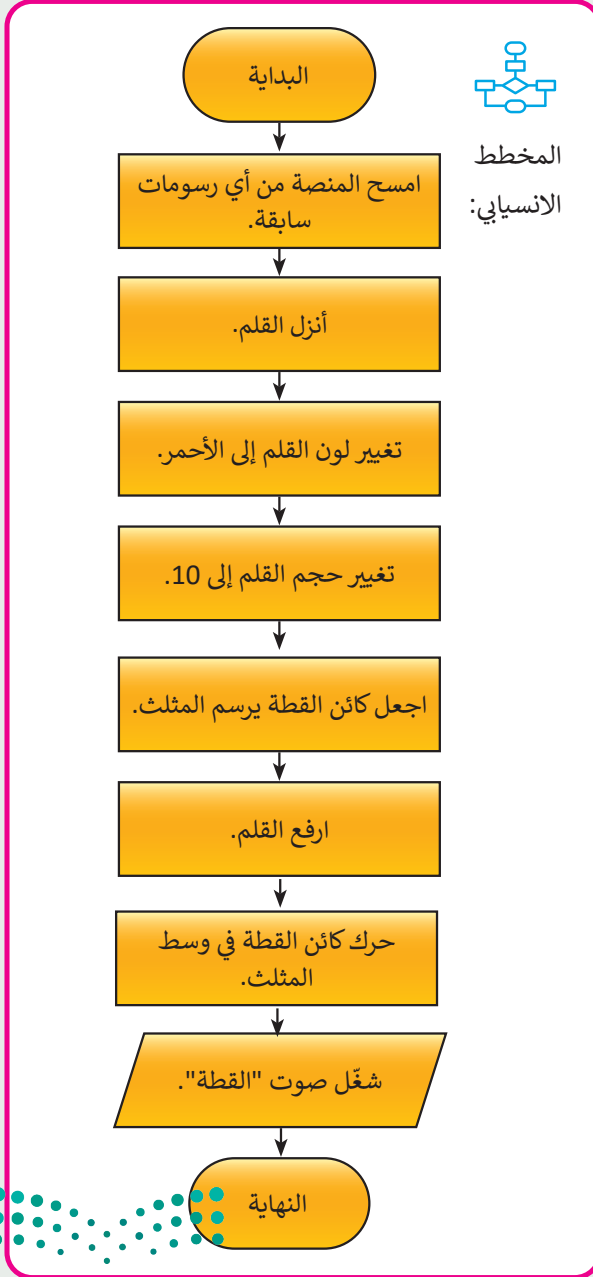 البداية
المخطط
الانسيابي:
امسح المنصة من أي رسومات
سابقة.
أنزل القلم.
تغيير لون القلم إلى الأحمر.
تغيير حجم القلم إلى 10.
اجعل كائن القطة يرسم المثلث.
ارفع القلم.
حرك كائن القطة في وسط
المثلث.
شغّل صوت "القطة".
النهاية